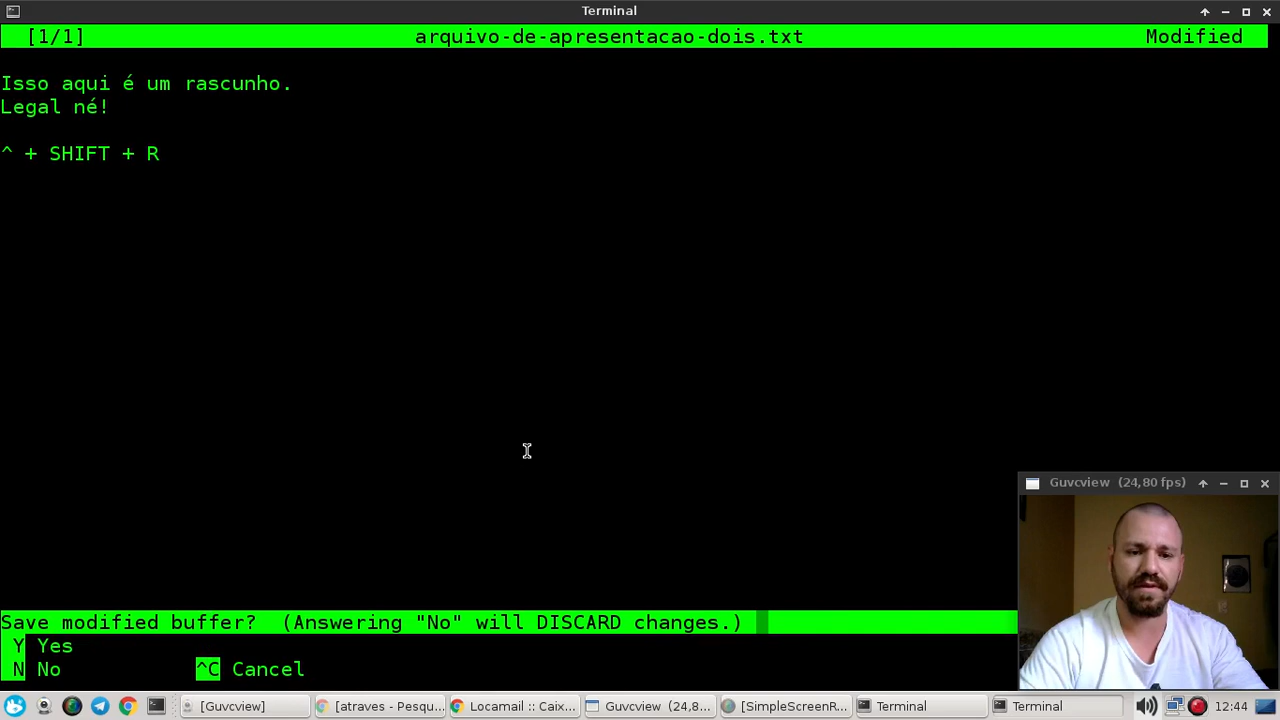 Terminal
[1/1] arquivo-de-apresentacao-dois.txt Modified
Isso aqui é um rascunho.
Legal né!
^ + SHIFT + R
Guvcview (24,80 fps)
Save modified buffer? (Answering "No" will DISCARD changes.)
Y Yes
N No ^C Cancel
[Guvcview] [atraves - Pesqu... Locamail :: Caix... Guvcview (24,8... [SimpleScreenR... Terminal Terminal 12:44